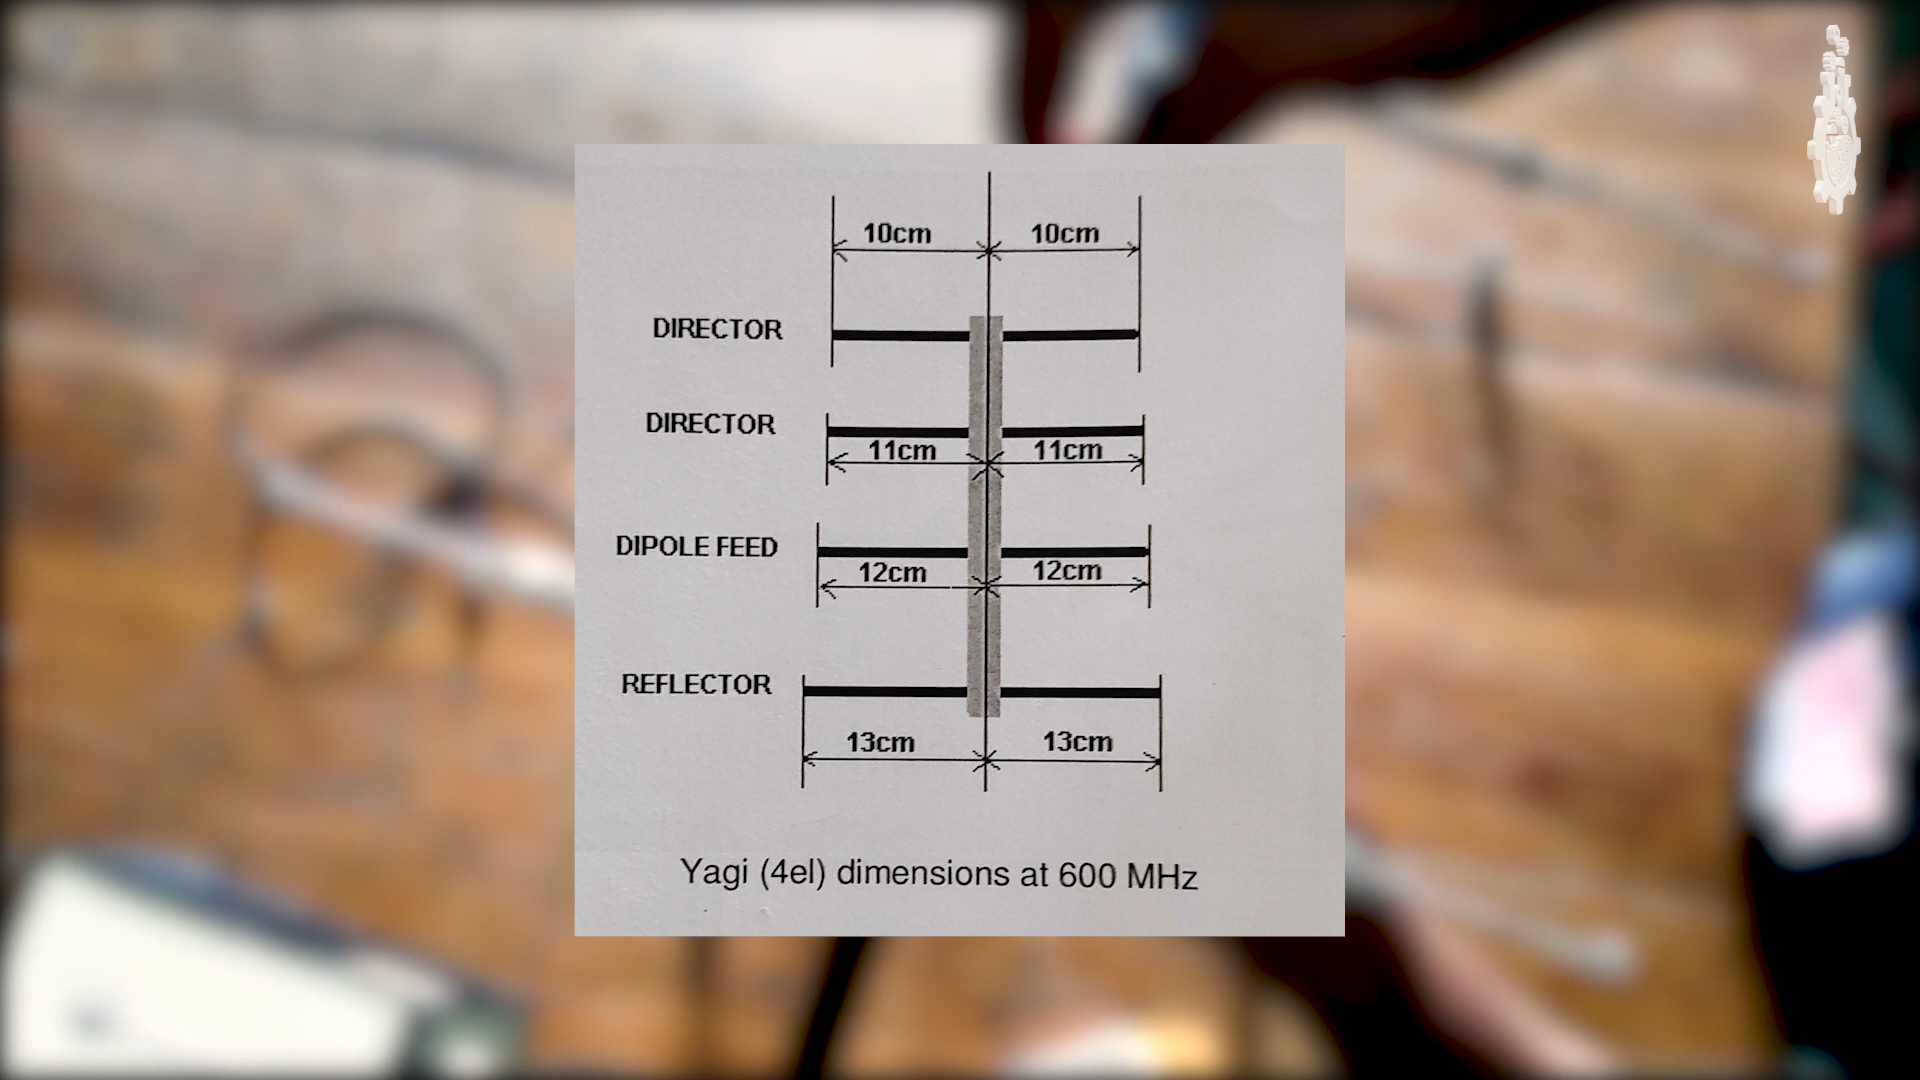 10cm 10cm
DIRECTOR
DIRECTOR
11cm 11cm
DIPOLE FEED
12cm 12cm
REFLECTOR
13cm 13cm
Yagi (4el) dimensions at 600 MHz